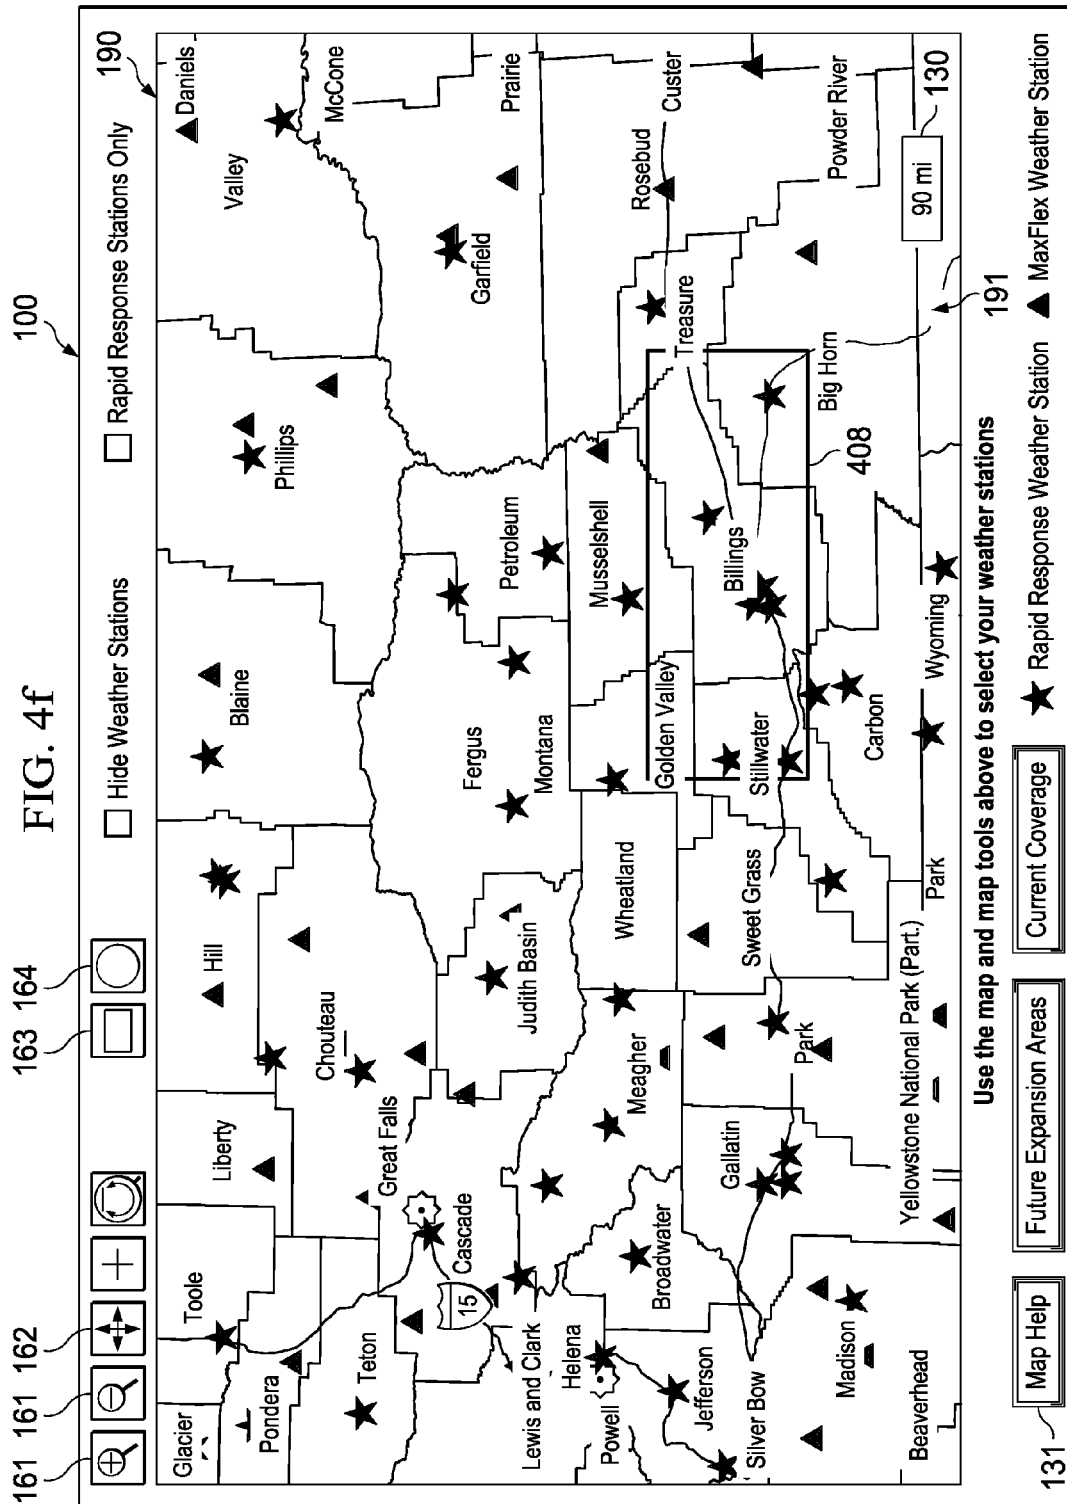 FIG. 4f
100
161
161
162
163
164
190
Hide Weather Stations
Rapid Response Stations Only
Glacier
Toole
Liberty
Hill
Blaine
Phillips
Valley
Daniels
McCone
Pondera
Teton
Chouteau
Great Falls
Cascade
15
Fergus
Montana
Petroleum
Garfield
Prairie
Judith Basin
Lewis and Clark
Helena
Powell
Meagher
Wheatland
Golden Valley
Musselshell
Treasure
Rosebud
Custer
Broadwater
Jefferson
Silver Bow
Gallatin
Park
Sweet Grass
Stillwater
Billings
Big Horn
Powder River
408
Madison
Beaverhead
Yellowstone National Park (Part.)
Park
Carbon
Wyoming
90 mi
130
191
Use the map and map tools above to select your weather stations
131
Map Help
Future Expansion Areas
Current Coverage
Rapid Response Weather Station
MaxFlex Weather Station